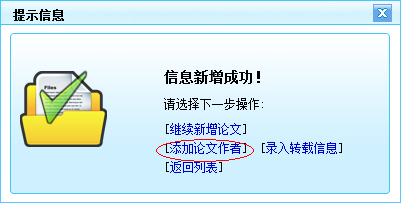 提示信息
Files
信息新增成功！
请选择下一步操作：
[继续新增论文]
[添加论文作者] [录入转载信息]
[返回列表]